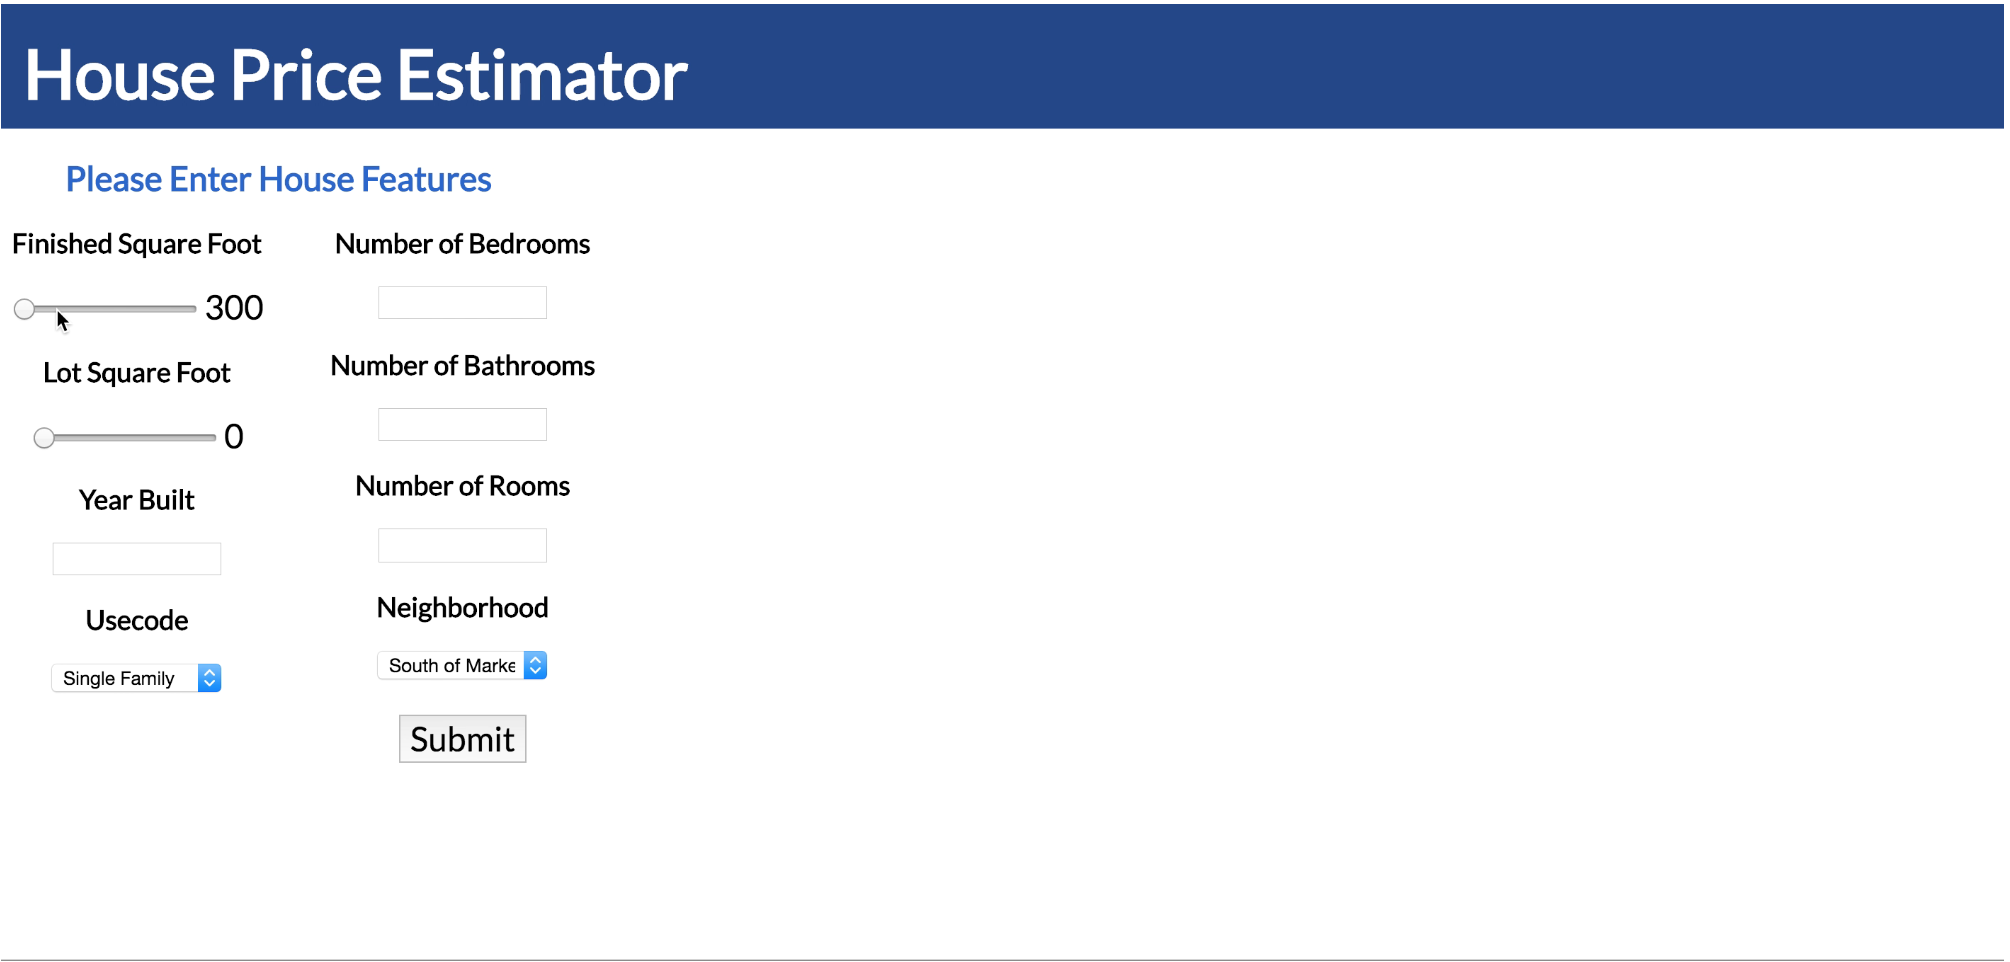 House Price Estimator
Please Enter House Features
Finished Square Foot
300
Lot Square Foot
0
Year Built
Usecode
Single Family
Number of Bedrooms
Number of Bathrooms
Number of Rooms
Neighborhood
South of Marke
Submit